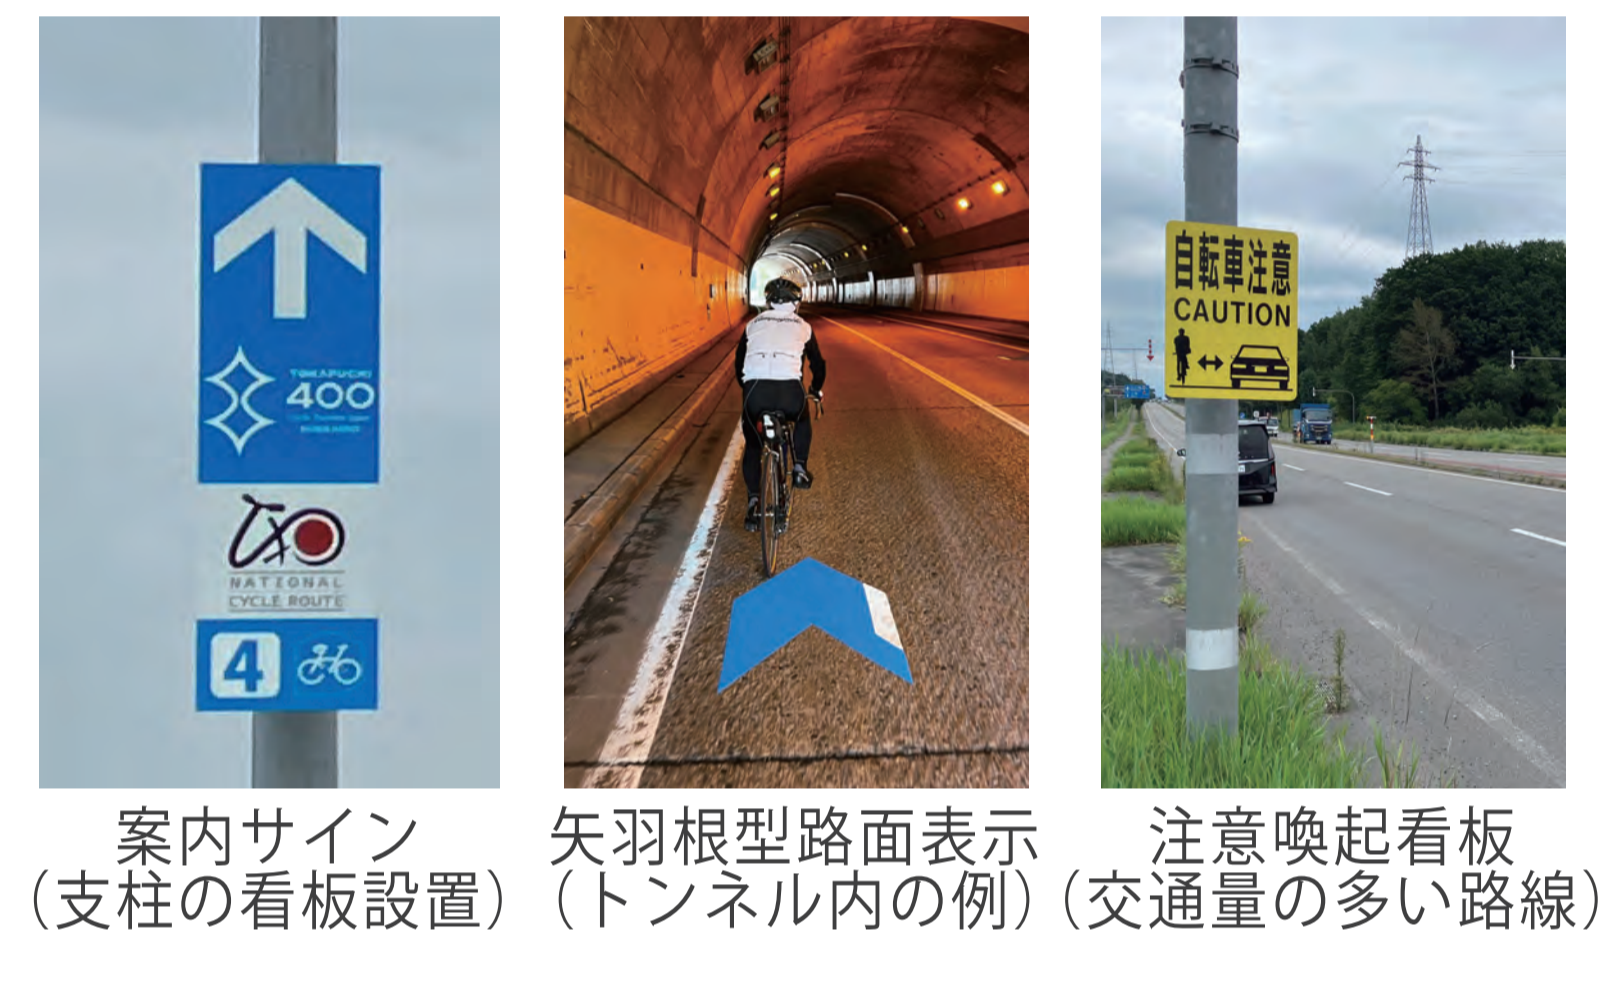 TOKAPUCHI
400
NATIONAL
CYCLE ROUTE
4
自転車注意
CAUTION
案内サイン
（支柱の看板設置）
矢羽根型路面表示
（トンネル内の例）
注意喚起看板
（交通量の多い路線）